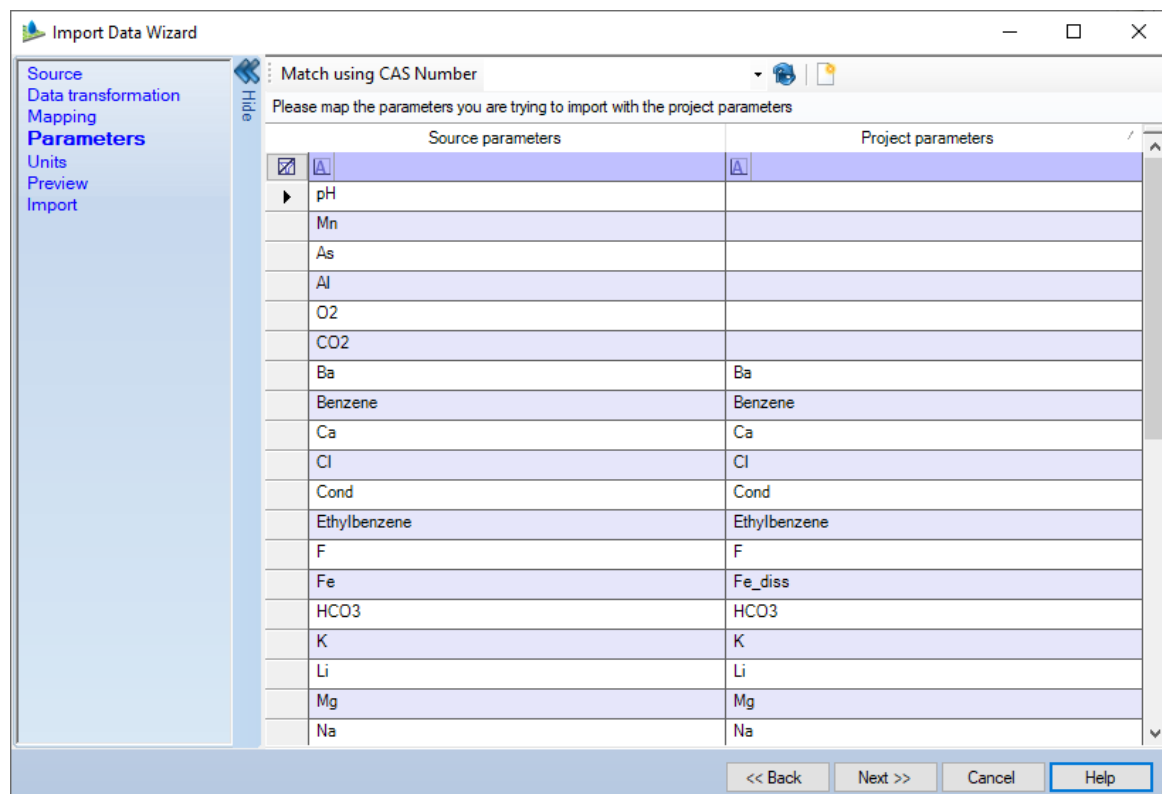 Import Data Wizard
Source
Data transformation
Mapping
Parameters
Units
Preview
Import
Hide
Match using CAS Number
Please map the parameters you are trying to import with the project parameters
Source parameters Project parameters
A A
pH
Mn
As
Al
O2
CO2
Ba Ba
Benzene Benzene
Ca Ca
Cl Cl
Cond Cond
Ethylbenzene Ethylbenzene
F F
Fe Fe_diss
HCO3 HCO3
K K
Li Li
Mg Mg
Na Na
<< Back Next >> Cancel Help